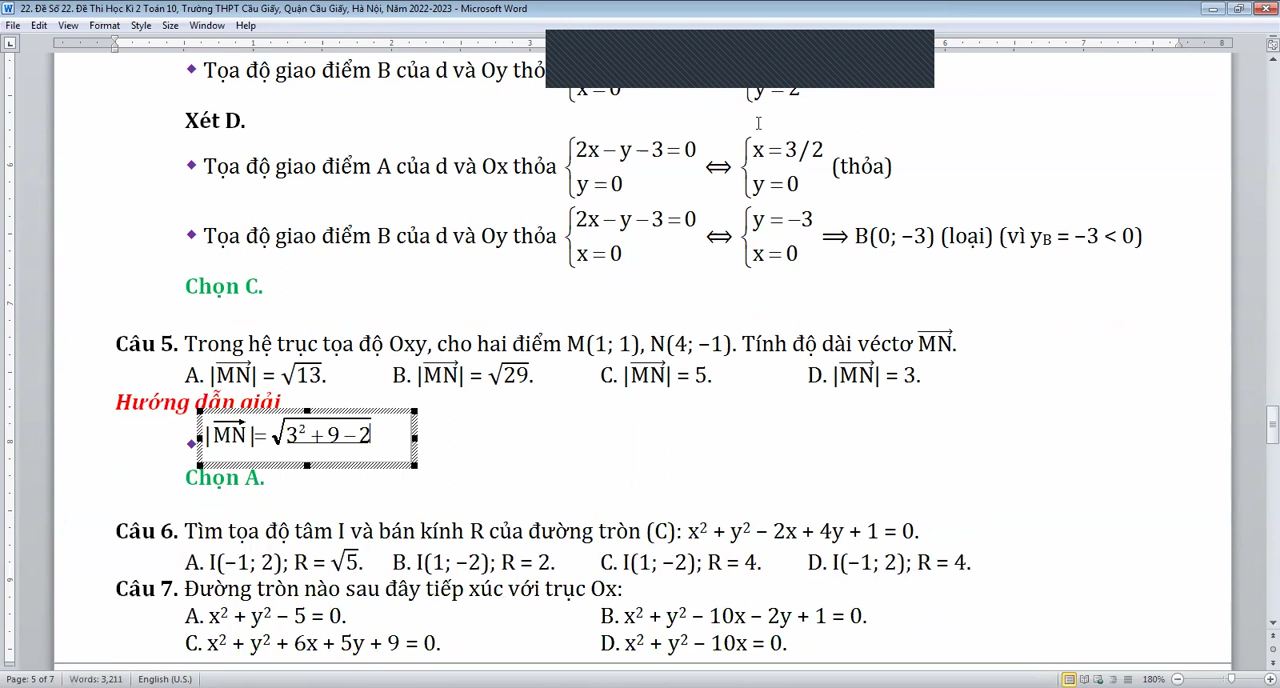 22. Đề Số 22. Đề Thi Học Kì 2 Toán 10, Trường THPT Cầu Giấy, Quận Cầu Giấy, Hà Nội, Năm 2022-2023 - Microsoft Word
File Edit View Format Style Size Window Help
1 2 3 6 7 8
◆ Tọa độ giao điểm B của d và Oy thỏa
x = 0 y = 2
Xét D.
◆ Tọa độ giao điểm A của d và Ox thỏa {2x − y − 3 = 0 ⇔ {x = 3/2 (thỏa)
y = 0 y = 0
◆ Tọa độ giao điểm B của d và Oy thỏa {2x − y − 3 = 0 ⇔ {y = −3 ⟹ B(0; −3) (loại) (vì yB = −3 < 0)
x = 0 x = 0
Chọn C.
Câu 5. Trong hệ trục tọa độ Oxy, cho hai điểm M(1; 1), N(4; −1). Tính độ dài véctơ MN.
A. |MN| = √13. B. |MN| = √29. C. |MN| = 5. D. |MN| = 3.
Hướng dẫn giải
◆ |MN|= √3² + 9 − 2
Chọn A.
Câu 6. Tìm tọa độ tâm I và bán kính R của đường tròn (C): x² + y² − 2x + 4y + 1 = 0.
A. I(−1; 2); R = √5. B. I(1; −2); R = 2. C. I(1; −2); R = 4. D. I(−1; 2); R = 4.
Câu 7. Đường tròn nào sau đây tiếp xúc với trục Ox:
A. x² + y² − 5 = 0. B. x² + y² − 10x − 2y + 1 = 0.
C. x² + y² + 6x + 5y + 9 = 0. D. x² + y² − 10x = 0.
Page: 5 of 7 Words: 3,211 English (U.S.) 180%